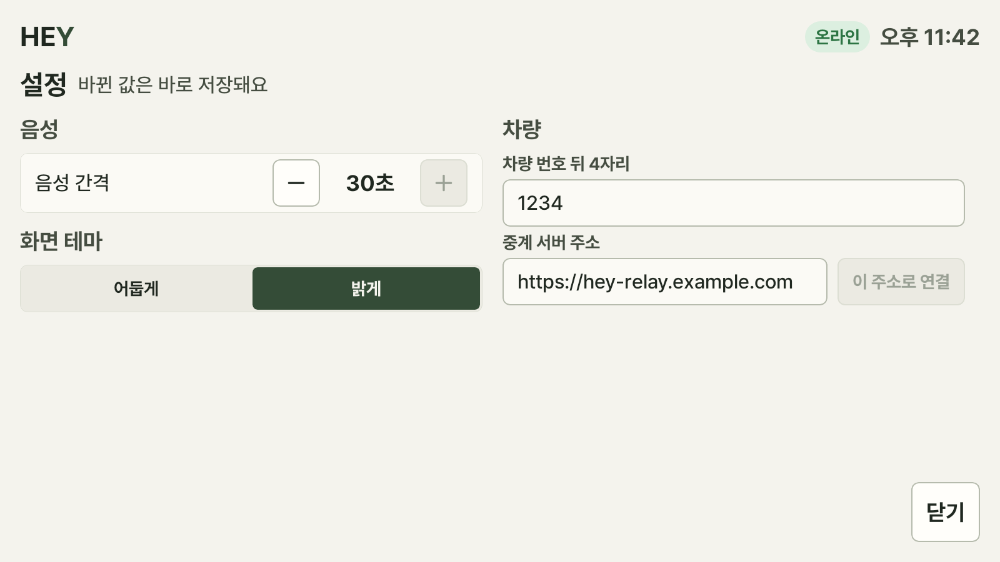 HEY
온라인 오후 11:42
설정 바뀐 값은 바로 저장돼요
음성
음성 간격 − 30초 +
화면 테마
어둡게 밝게
차량
차량 번호 뒤 4자리
1234
중계 서버 주소
https://hey-relay.example.com 이 주소로 연결
닫기